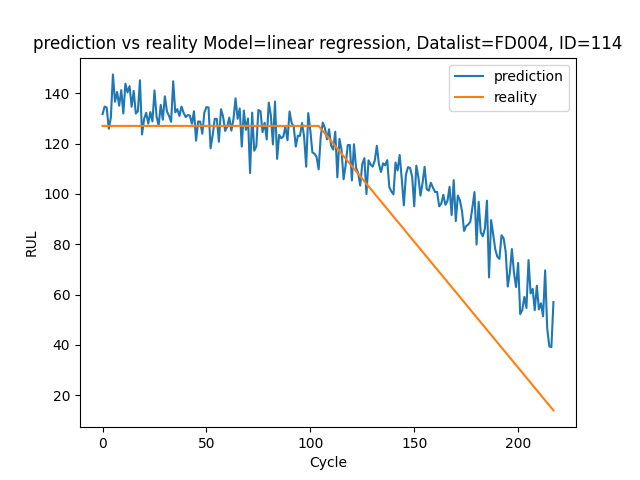 prediction vs reality Model=linear regression, Datalist=FD004, ID=114
prediction
reality
140
120
100
80
60
40
20
RUL
0
50
100
150
200
Cycle